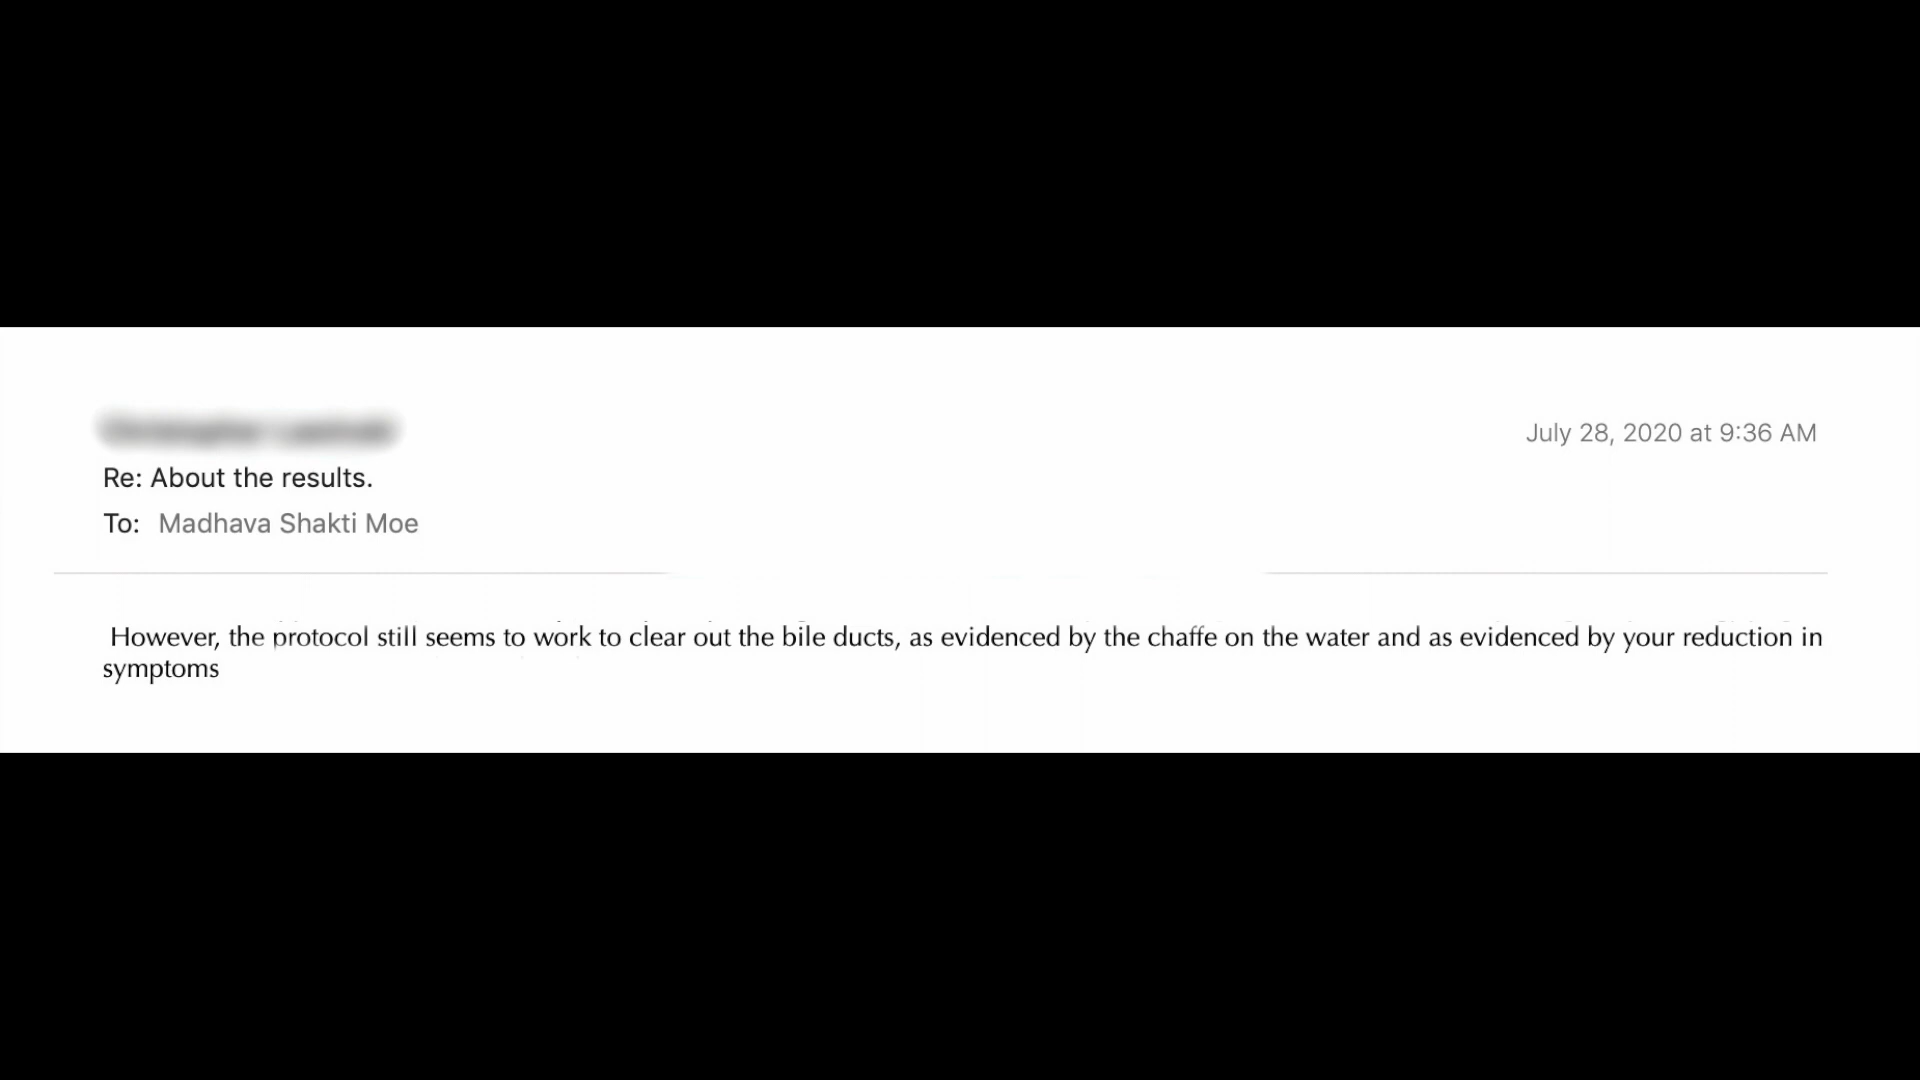 July 28, 2020 at 9:36 AM
Re: About the results.
To: Madhava Shakti Moe
However, the protocol still seems to work to clear out the bile ducts, as evidenced by the chaffe on the water and as evidenced by your reduction in
symptoms